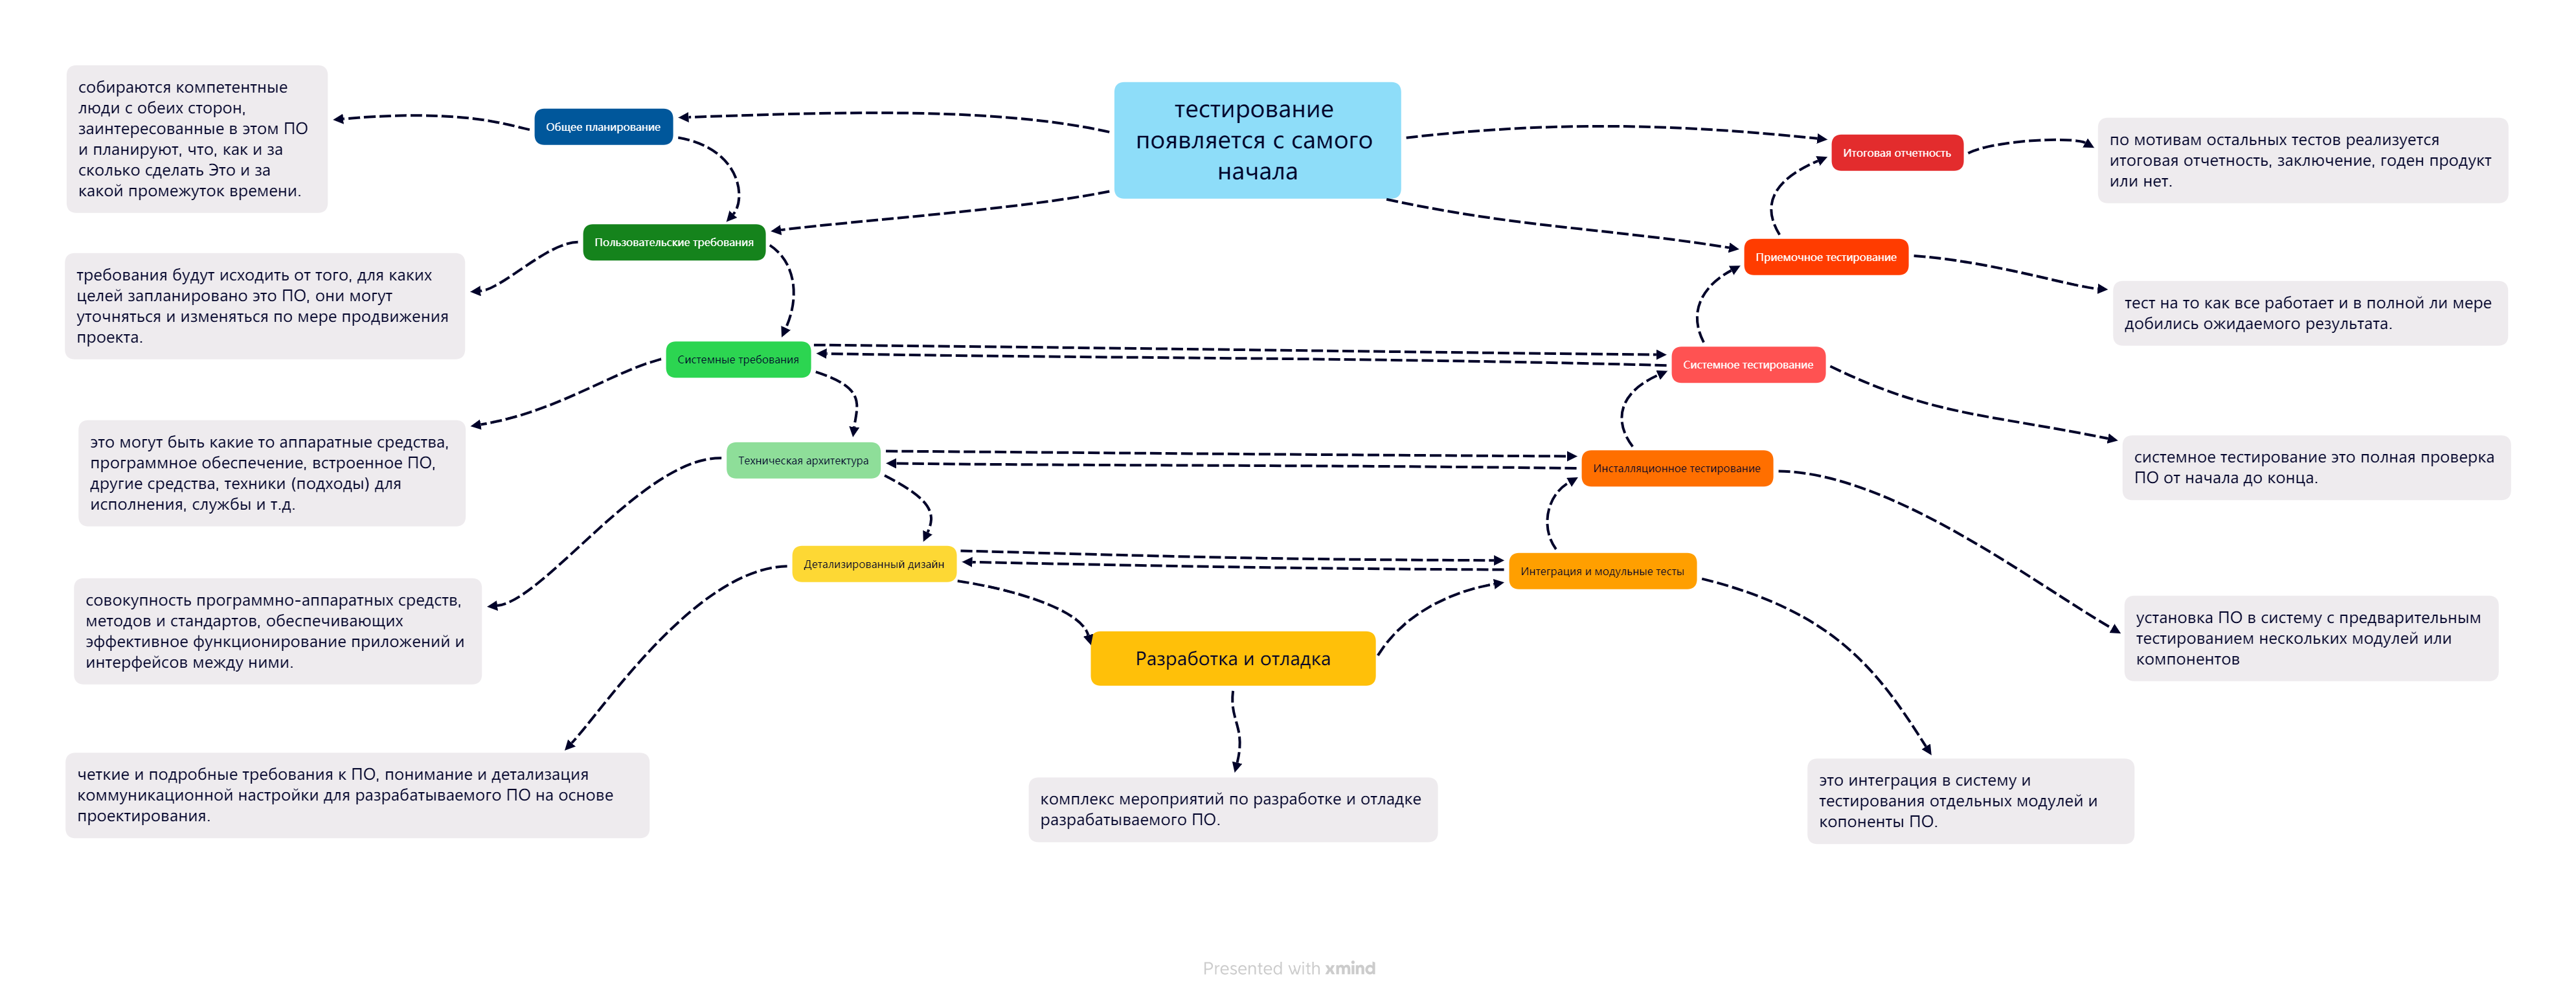 тестирование
появляется с самого
начала
собираются компетентные
люди с обеих сторон,
заинтересованные в этом ПО
и планируют, что, как и за
сколько сделать Это и за
какой промежуток времени.
Общее планирование
Итоговая отчетность
по мотивам остальных тестов реализуется
итоговая отчетность, заключение, годен продукт
или нет.
Пользовательские требования
требования будут исходить от того, для каких
целей запланировано это ПО, они могут
уточняться и изменяться по мере продвижения
проекта.
Приемочное тестирование
тест на то как все работает и в полной ли мере
добились ожидаемого результата.
Системные требования
это могут быть какие то аппаратные средства,
программное обеспечение, встроенное ПО,
другие средства, техники (подходы) для
исполнения, службы и т.д.
Системное тестирование
системное тестирование это полная проверка
ПО от начала до конца.
Техническая архитектура
совокупность программно-аппаратных средств,
методов и стандартов, обеспечивающих
эффективное функционирование приложений и
интерфейсов между ними.
Инсталляционное тестирование
установка ПО в систему с предварительным
тестированием нескольких модулей или
компонентов
Детализированный дизайн
четкие и подробные требования к ПО, понимание и детализация
коммуникационной настройки для разрабатываемого ПО на основе
проектирования.
Интеграция и модульные тесты
это интеграция в систему и
тестирования отдельных модулей и
копоненты ПО.
Разработка и отладка
комплекс мероприятий по разработке и отладке
разрабатываемого ПО.
Presented with xmind